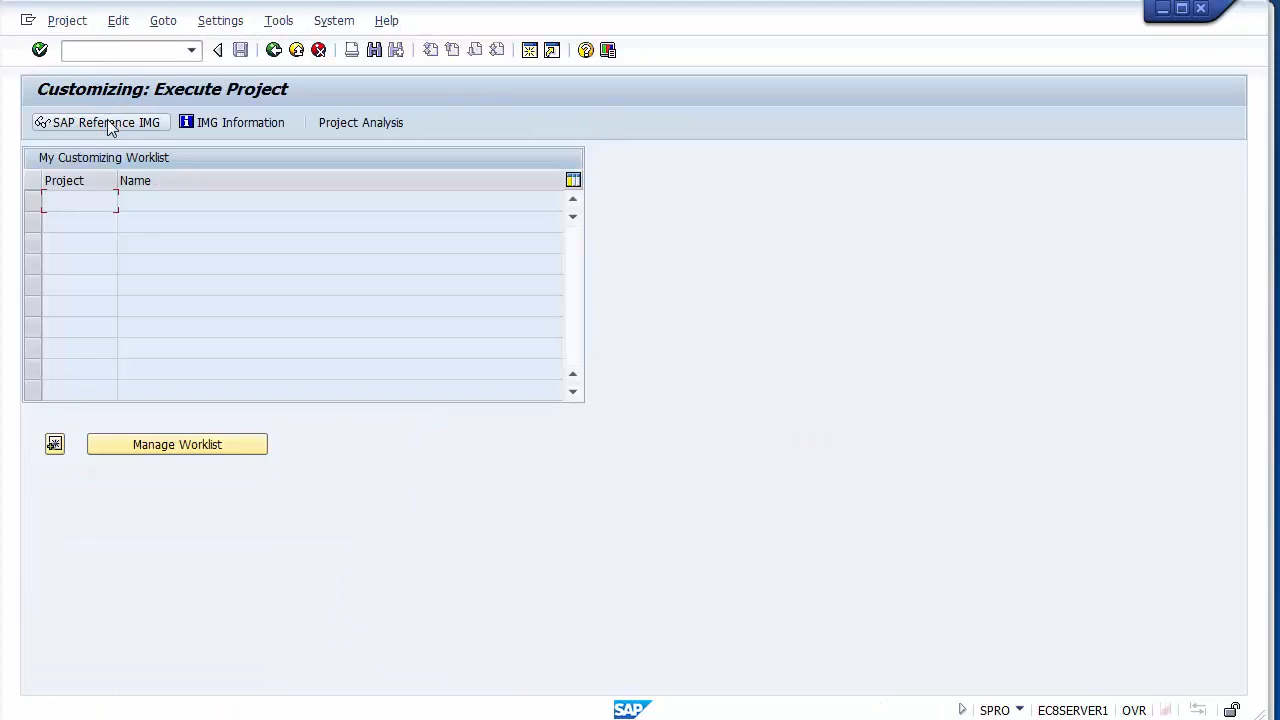 Project Edit Goto Settings Tools System Help
Customizing: Execute Project
SAP Reference IMG IMG Information Project Analysis
My Customizing Worklist
Project Name
Manage Worklist
SAP SPRO ECSERVER1 OVR